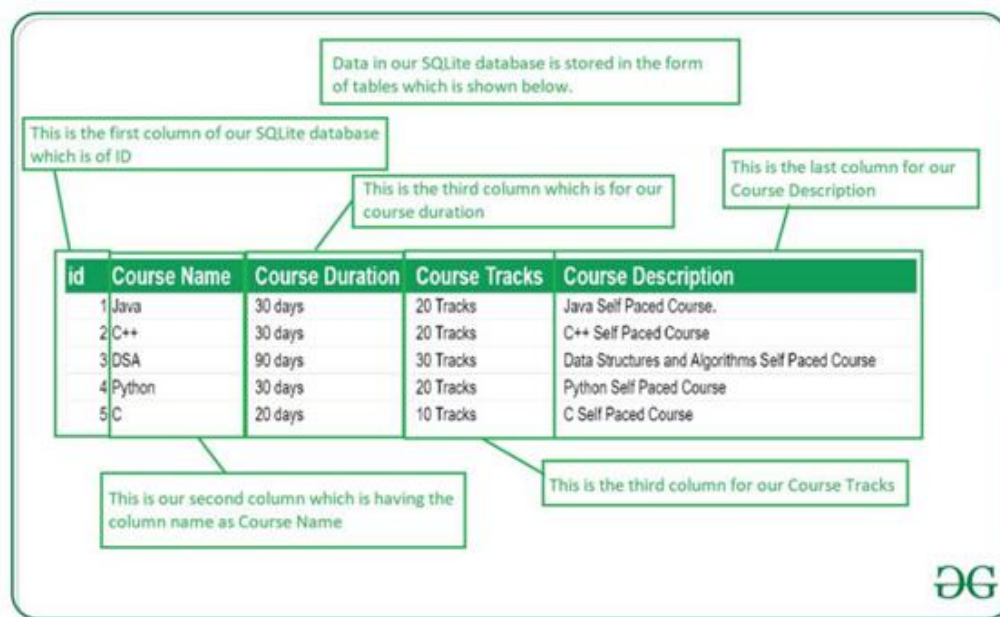 Data in our SQLite database is stored in the form
of tables which is shown below.
This is the first column of our SQLite database
which is of ID
This is the third column which is for our
course duration
This is the last column for our
Course Description
id Course Name Course Duration Course Tracks Course Description
1 Java 30 days 20 Tracks Java Self Paced Course.
2 C++ 30 days 20 Tracks C++ Self Paced Course
3 DSA 90 days 30 Tracks Data Structures and Algorithms Self Paced Course
4 Python 30 days 20 Tracks Python Self Paced Course
5 C 20 days 10 Tracks C Self Paced Course
This is our second column which is having the
column name as Course Name
This is the third column for our Course Tracks